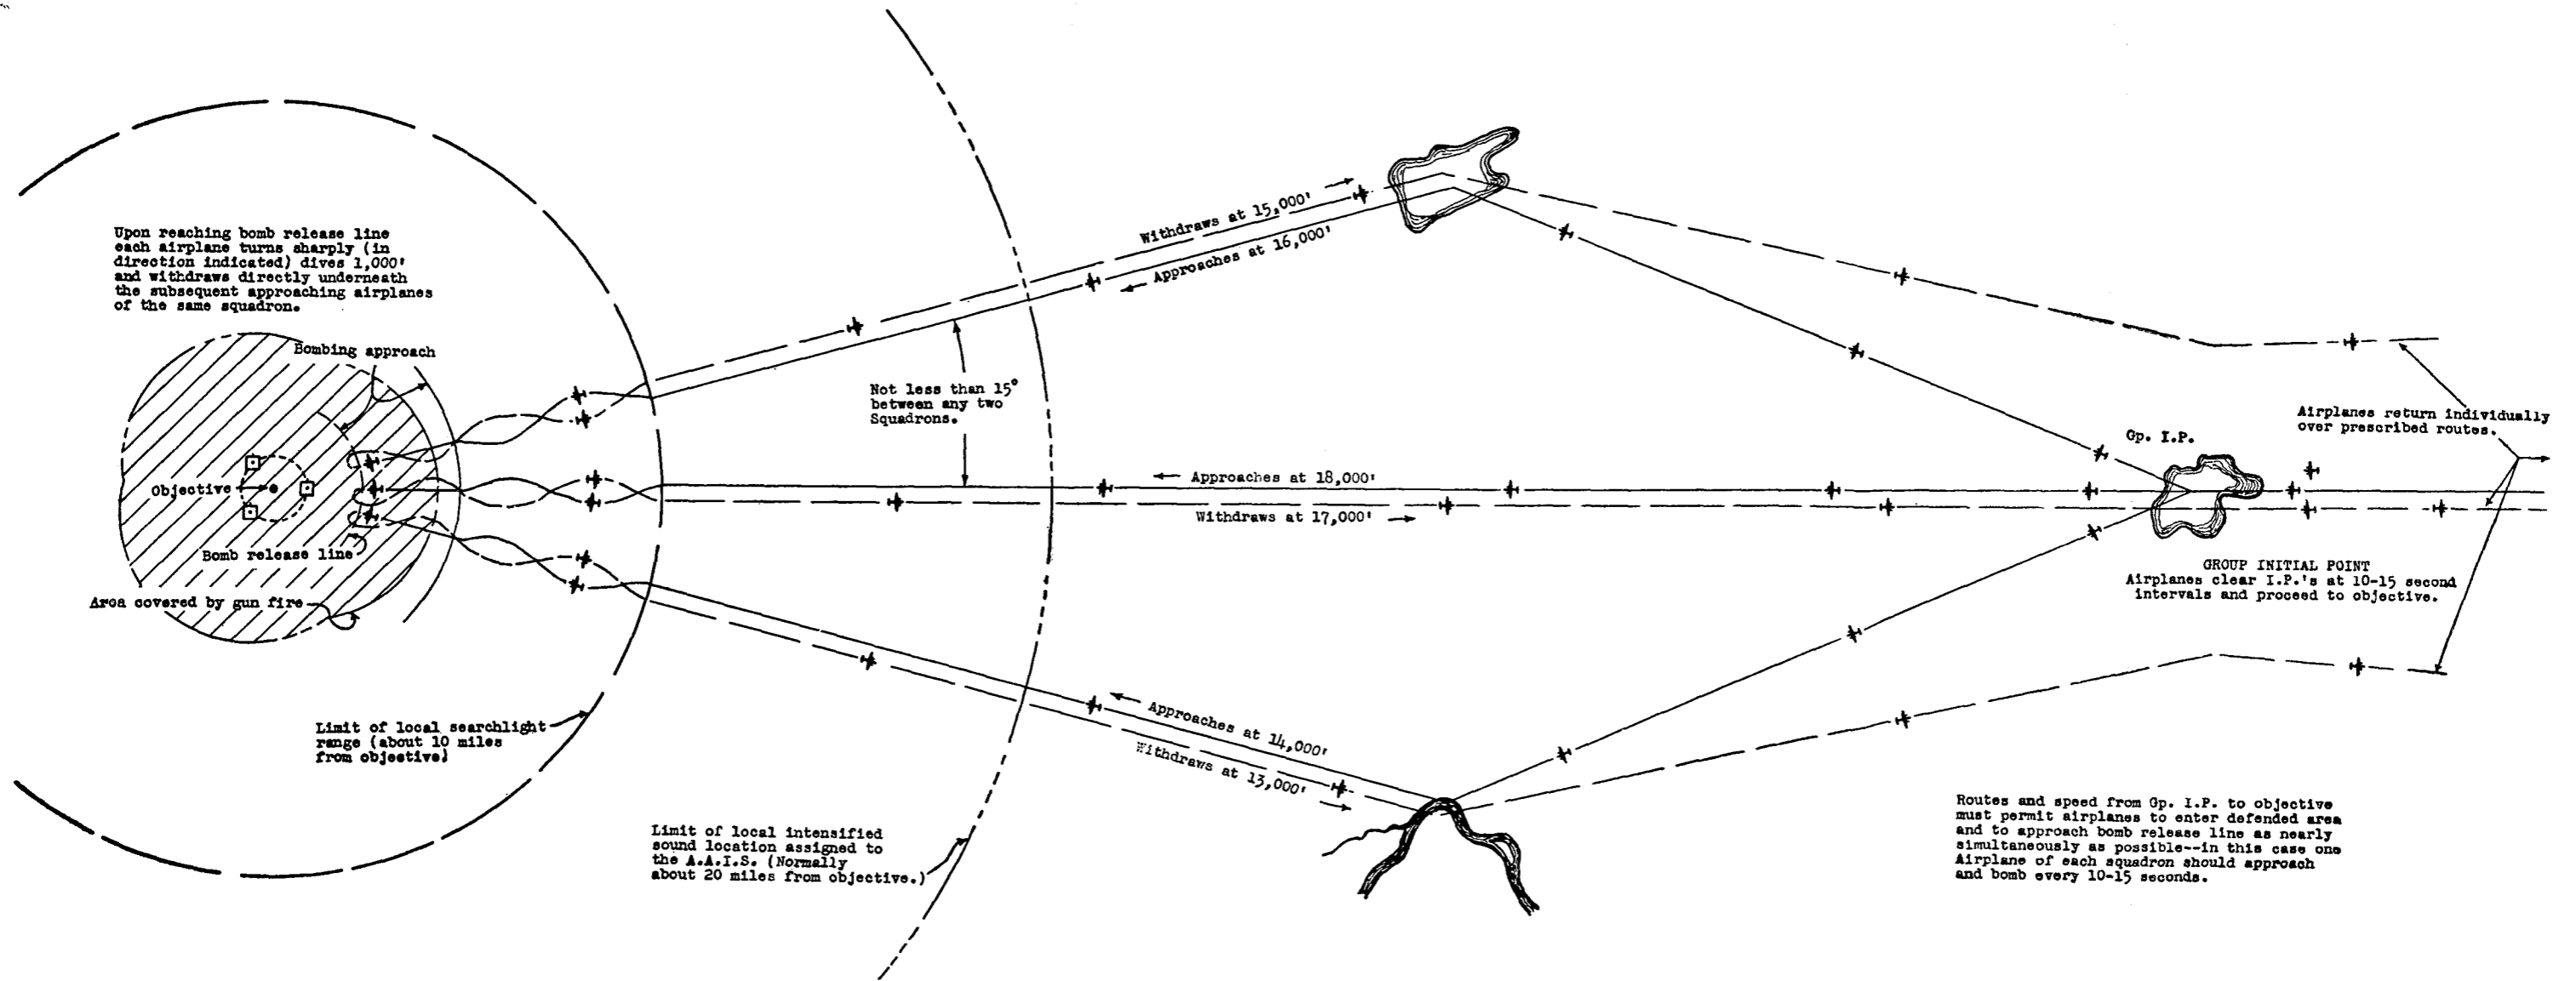 Upon reaching bomb release line
each airplane turns sharply (in
direction indicated) dives 1,000'
and withdraws directly underneath
the subsequent approaching airplanes
of the same squadron.
Bombing approach
Objective
Bomb release line
Area covered by gun fire
Limit of local searchlight
range (about 10 miles
from objective)
Withdraws at 15,000'
Approaches at 16,000'
Not less than 15°
between any two
Squadrons.
Approaches at 18,000'
Withdraws at 17,000'
Approaches at 14,000'
Withdraws at 13,000'
Limit of local intensified
sound location assigned to
the A.A.I.S. (Normally
about 20 miles from objective.)
Airplanes return individually
over prescribed routes.
Gp. I.P.
GROUP INITIAL POINT
Airplanes clear I.P.'s at 10-15 second
intervals and proceed to objective.
Routes and speed from Gp. I.P. to objective
must permit airplanes to enter defended area
and to approach bomb release line as nearly
simultaneously as possible--in this case one
Airplane of each squadron should approach
and bomb every 10-15 seconds.